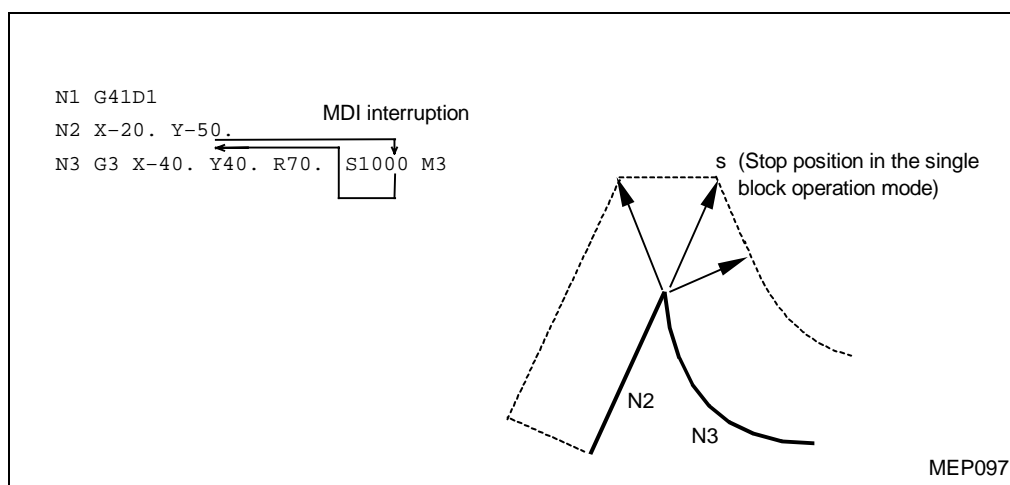 N1 G41D1
MDI interruption
N2 X–20. Y–50.
N3 G3 X–40. Y40. R70. S1000 M3
s (Stop position in the single
block operation mode)
N2
N3
MEP097